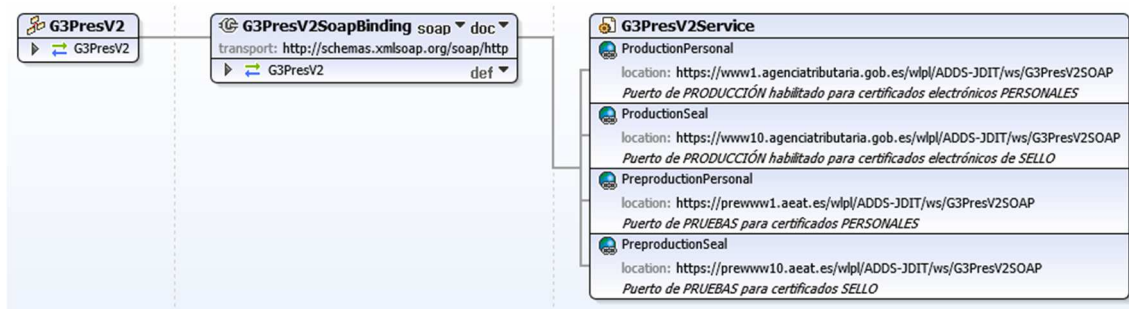 G3PresV2
G3PresV2
G3PresV2SoapBinding soap doc
transport: http://schemas.xmlsoap.org/soap/http
G3PresV2 def
G3PresV2Service
ProductionPersonal
location: https://www1.agenciatributaria.gob.es/wlpl/ADDS-JDIT/ws/G3PresV2SOAP
Puerto de PRODUCCIÓN habilitado para certificados electrónicos PERSONALES
ProductionSeal
location: https://www10.agenciatributaria.gob.es/wlpl/ADDS-JDIT/ws/G3PresV2SOAP
Puerto de PRODUCCIÓN habilitado para certificados electrónicos de SELLO
PreproductionPersonal
location: https://prewww1.aeat.es/wlpl/ADDS-JDIT/ws/G3PresV2SOAP
Puerto de PRUEBAS para certificados PERSONALES
PreproductionSeal
location: https://prewww10.aeat.es/wlpl/ADDS-JDIT/ws/G3PresV2SOAP
Puerto de PRUEBAS para certificados SELLO